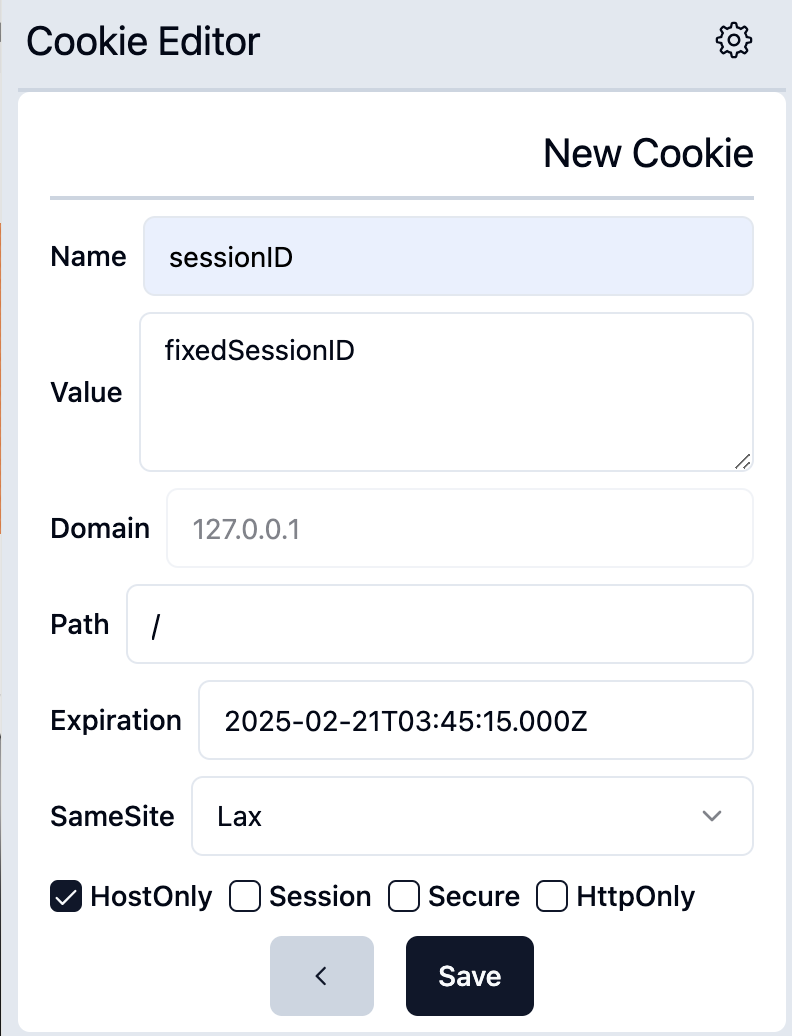 Cookie Editor
New Cookie
Name sessionID
Value fixedSessionID
Domain 127.0.0.1
Path /
Expiration 2025-02-21T03:45:15.000Z
SameSite Lax
HostOnly Session Secure HttpOnly
Save